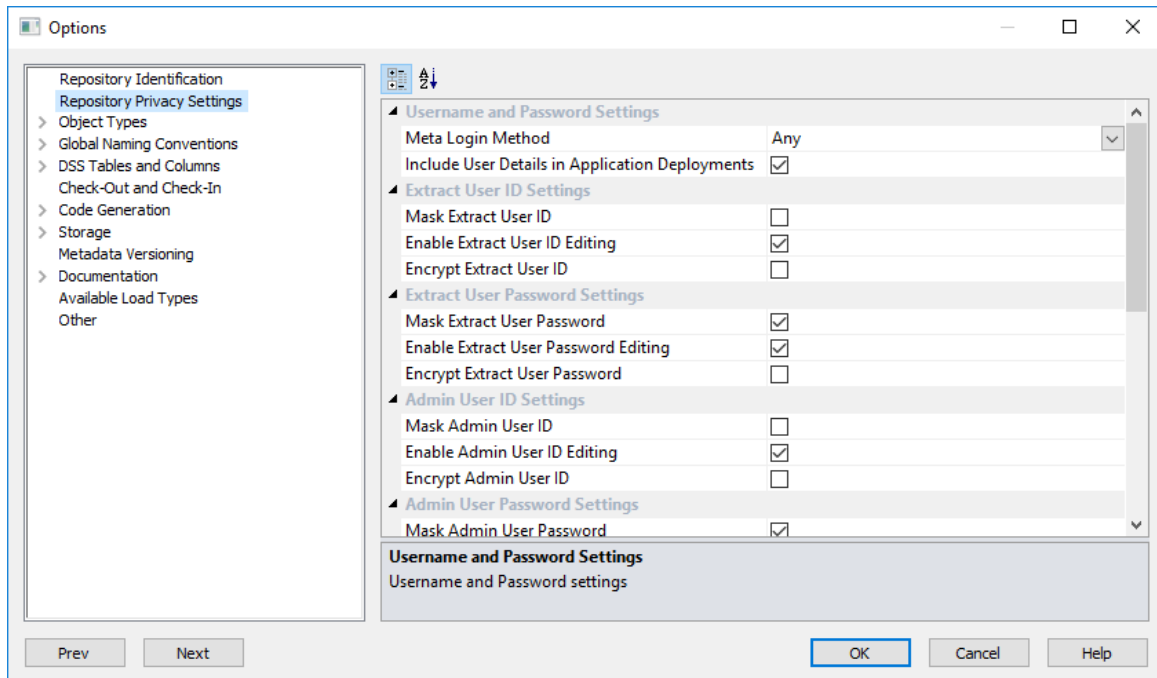 Options
Repository Identification
Repository Privacy Settings
Object Types
Global Naming Conventions
DSS Tables and Columns
Check-Out and Check-In
Code Generation
Storage
Metadata Versioning
Documentation
Available Load Types
Other
Username and Password Settings
Meta Login Method Any
Include User Details in Application Deployments
Extract User ID Settings
Mask Extract User ID
Enable Extract User ID Editing
Encrypt Extract User ID
Extract User Password Settings
Mask Extract User Password
Enable Extract User Password Editing
Encrypt Extract User Password
Admin User ID Settings
Mask Admin User ID
Enable Admin User ID Editing
Encrypt Admin User ID
Admin User Password Settings
Mask Admin User Password
Username and Password Settings
Username and Password settings
Prev Next OK Cancel Help